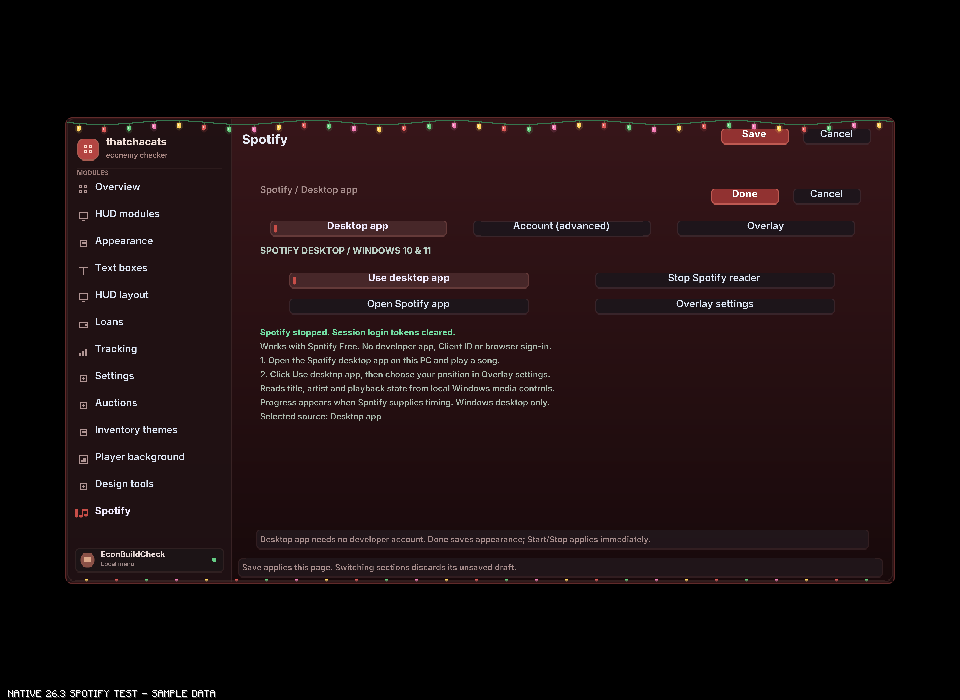 thatchacats
economy checker
MODULES
Overview
HUD modules
Appearance
Text boxes
HUD layout
Loans
Tracking
Settings
Auctions
Inventory themes
Player background
Design tools
Spotify
EconBuildCheck
Local menu
Spotify
Save
Cancel
Spotify / Desktop app
Done
Cancel
Desktop app
Account (advanced)
Overlay
SPOTIFY DESKTOP / WINDOWS 10 & 11
Use desktop app
Stop Spotify reader
Open Spotify app
Overlay settings
Spotify stopped. Session login tokens cleared.
Works with Spotify Free. No developer app, Client ID or browser sign-in.
1. Open the Spotify desktop app on this PC and play a song.
2. Click Use desktop app, then choose your position in Overlay settings.
Reads title, artist and playback state from local Windows media controls.
Progress appears when Spotify supplies timing. Windows desktop only.
Selected source: Desktop app
Desktop app needs no developer account. Done saves appearance; Start/Stop applies immediately.
Save applies this page. Switching sections discards its unsaved draft.
NATIVE 26.3 SPOTIFY TEST - SAMPLE DATA